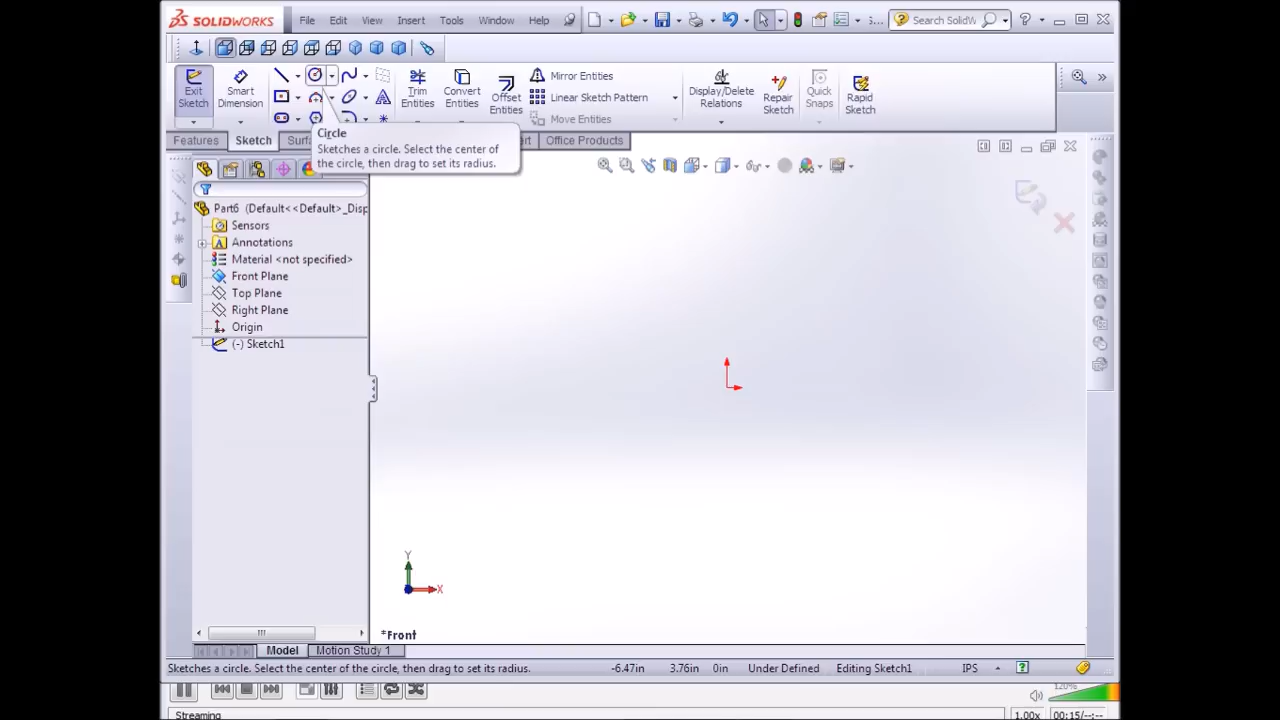 SOLIDWORKS File Edit View Insert Tools Window Help S... Search SolidW
Exit Sketch
Smart Dimension
Trim Entities
Convert Entities
Offset Entities
Mirror Entities
Linear Sketch Pattern
Move Entities
Display/Delete Relations
Repair Sketch
Quick Snaps
Rapid Sketch
Features Sketch Surf Office Products
Circle
Sketches a circle. Select the center of
the circle, then drag to set its radius.
Part6 (Default<<Default>_Disp
Sensors
Annotations
Material <not specified>
Front Plane
Top Plane
Right Plane
Origin
(-) Sketch1
Y
X
*Front
Model Motion Study 1
Sketches a circle. Select the center of the circle, then drag to set its radius. -6.47in 3.76in 0in Under Defined Editing Sketch1 IPS
120%
Streaming 1.00x 00:15/--:--